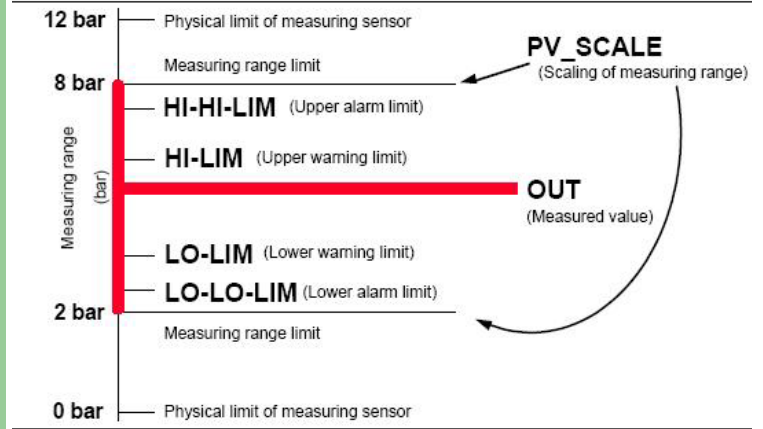 12 bar
Physical limit of measuring sensor
PV_SCALE
(Scaling of measuring range)
Measuring range limit
8 bar
HI-HI-LIM (Upper alarm limit)
HI-LIM (Upper warning limit)
Measuring range
(bar)
OUT
(Measured value)
LO-LIM (Lower warning limit)
LO-LO-LIM (Lower alarm limit)
2 bar
Measuring range limit
0 bar
Physical limit of measuring sensor